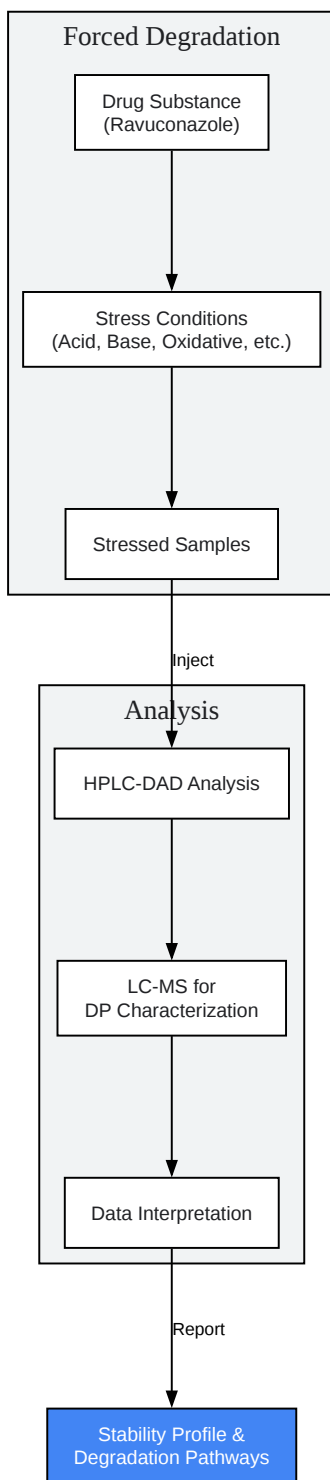 Forced Degradation
Drug Substance
(Ravuconazole)
Stress Conditions
(Acid, Base, Oxidative, etc.)
Stressed Samples
Inject
Analysis
HPLC-DAD Analysis
LC-MS for
DP Characterization
Data Interpretation
Report
Stability Profile &
Degradation Pathways